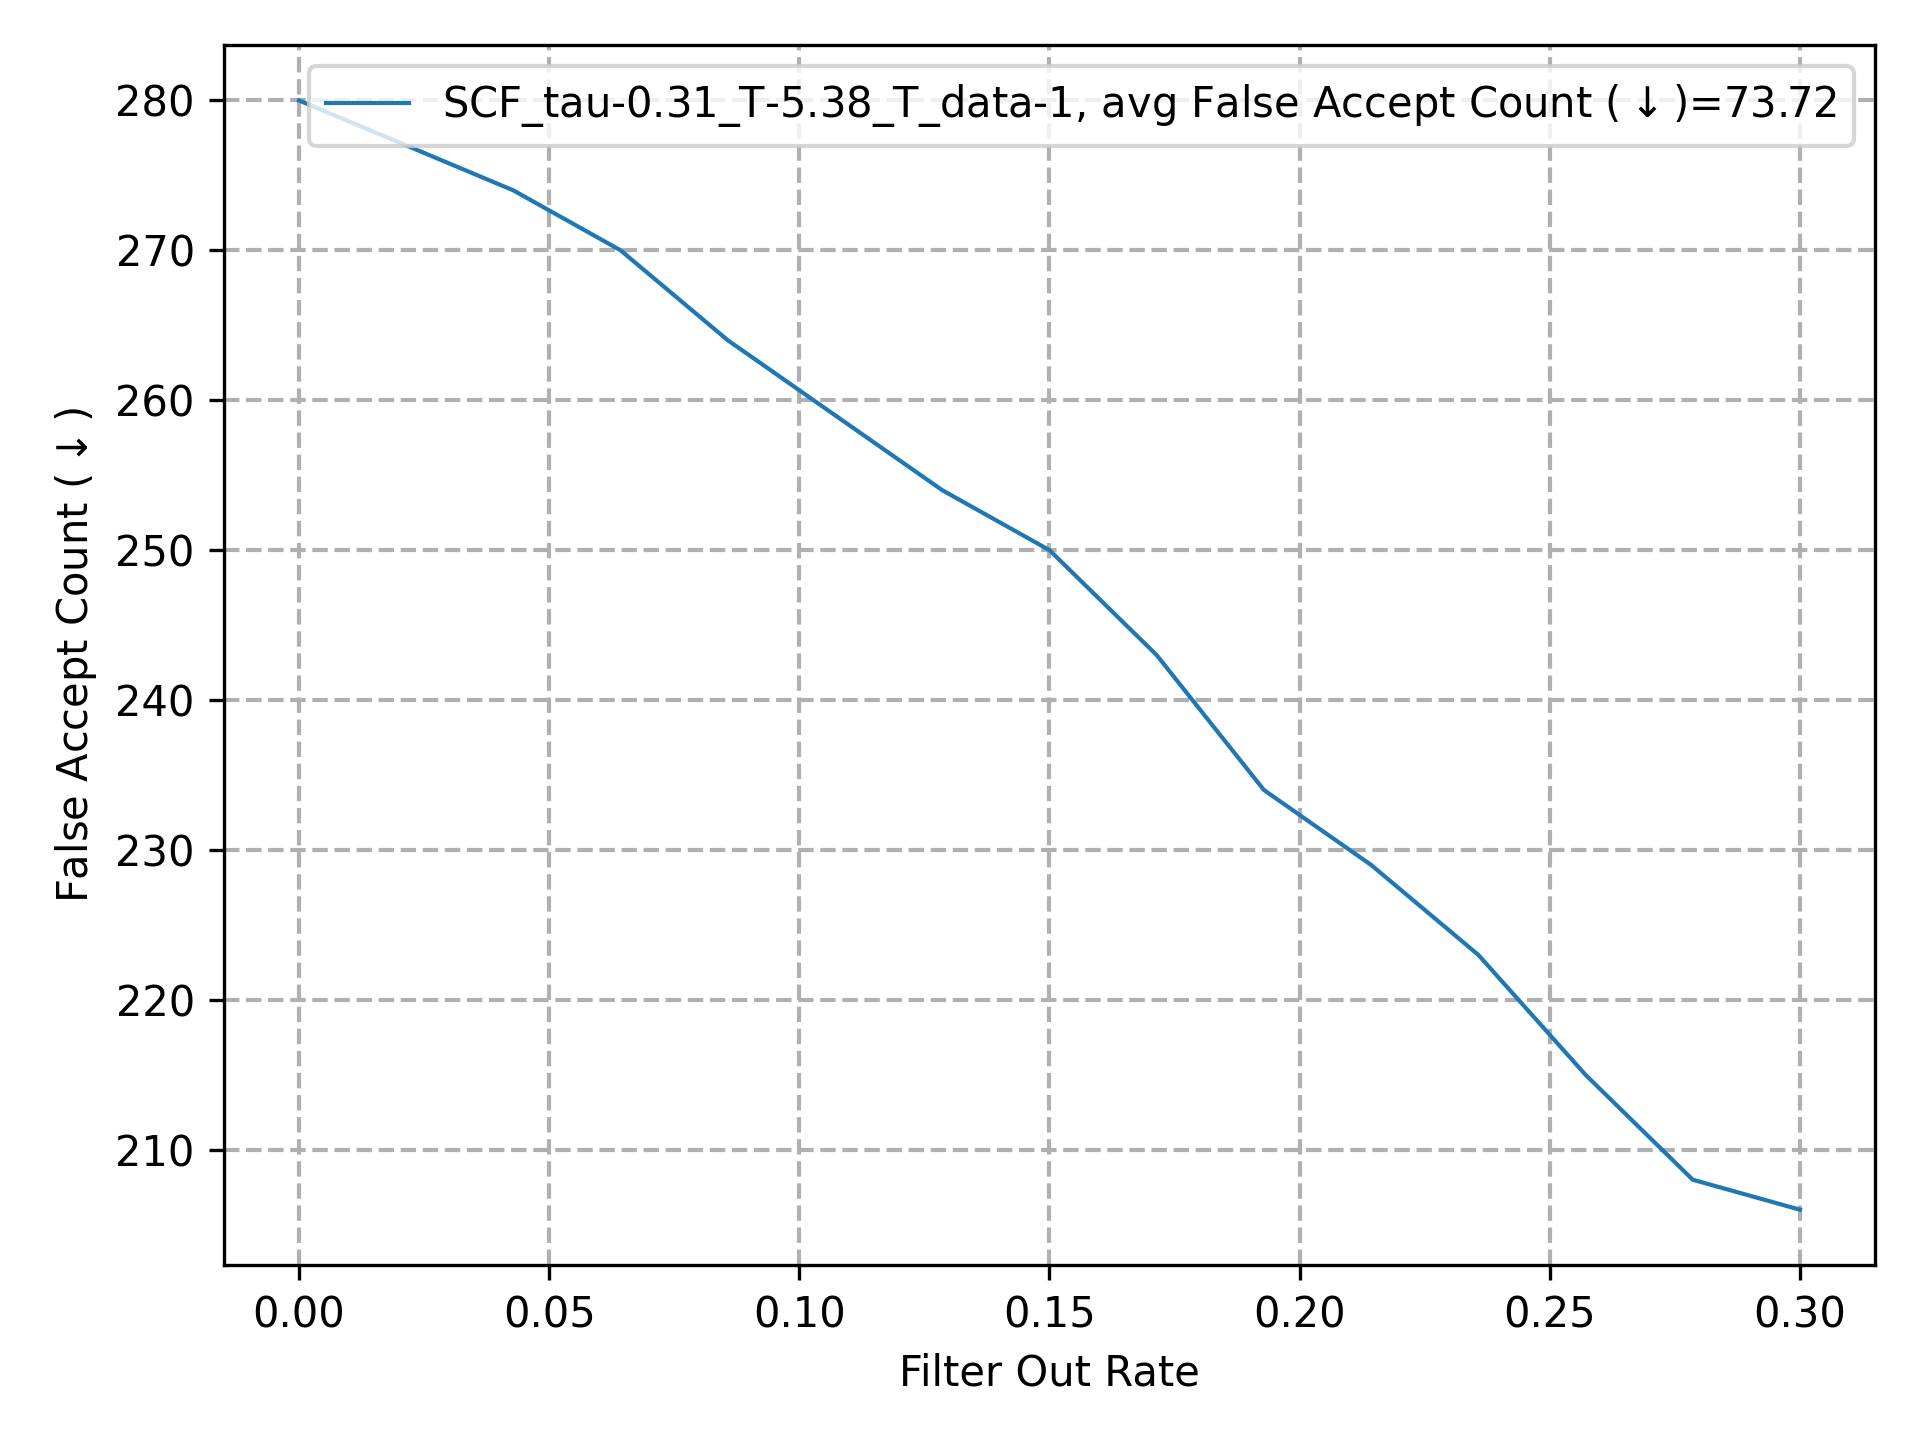 SCF_tau-0.31_T-5.38_T_data-1, avg False Accept Count (↓)=73.72
280
270
260
250
240
230
220
210
False Accept Count (↓)
0.00 0.05 0.10 0.15 0.20 0.25 0.30
Filter Out Rate